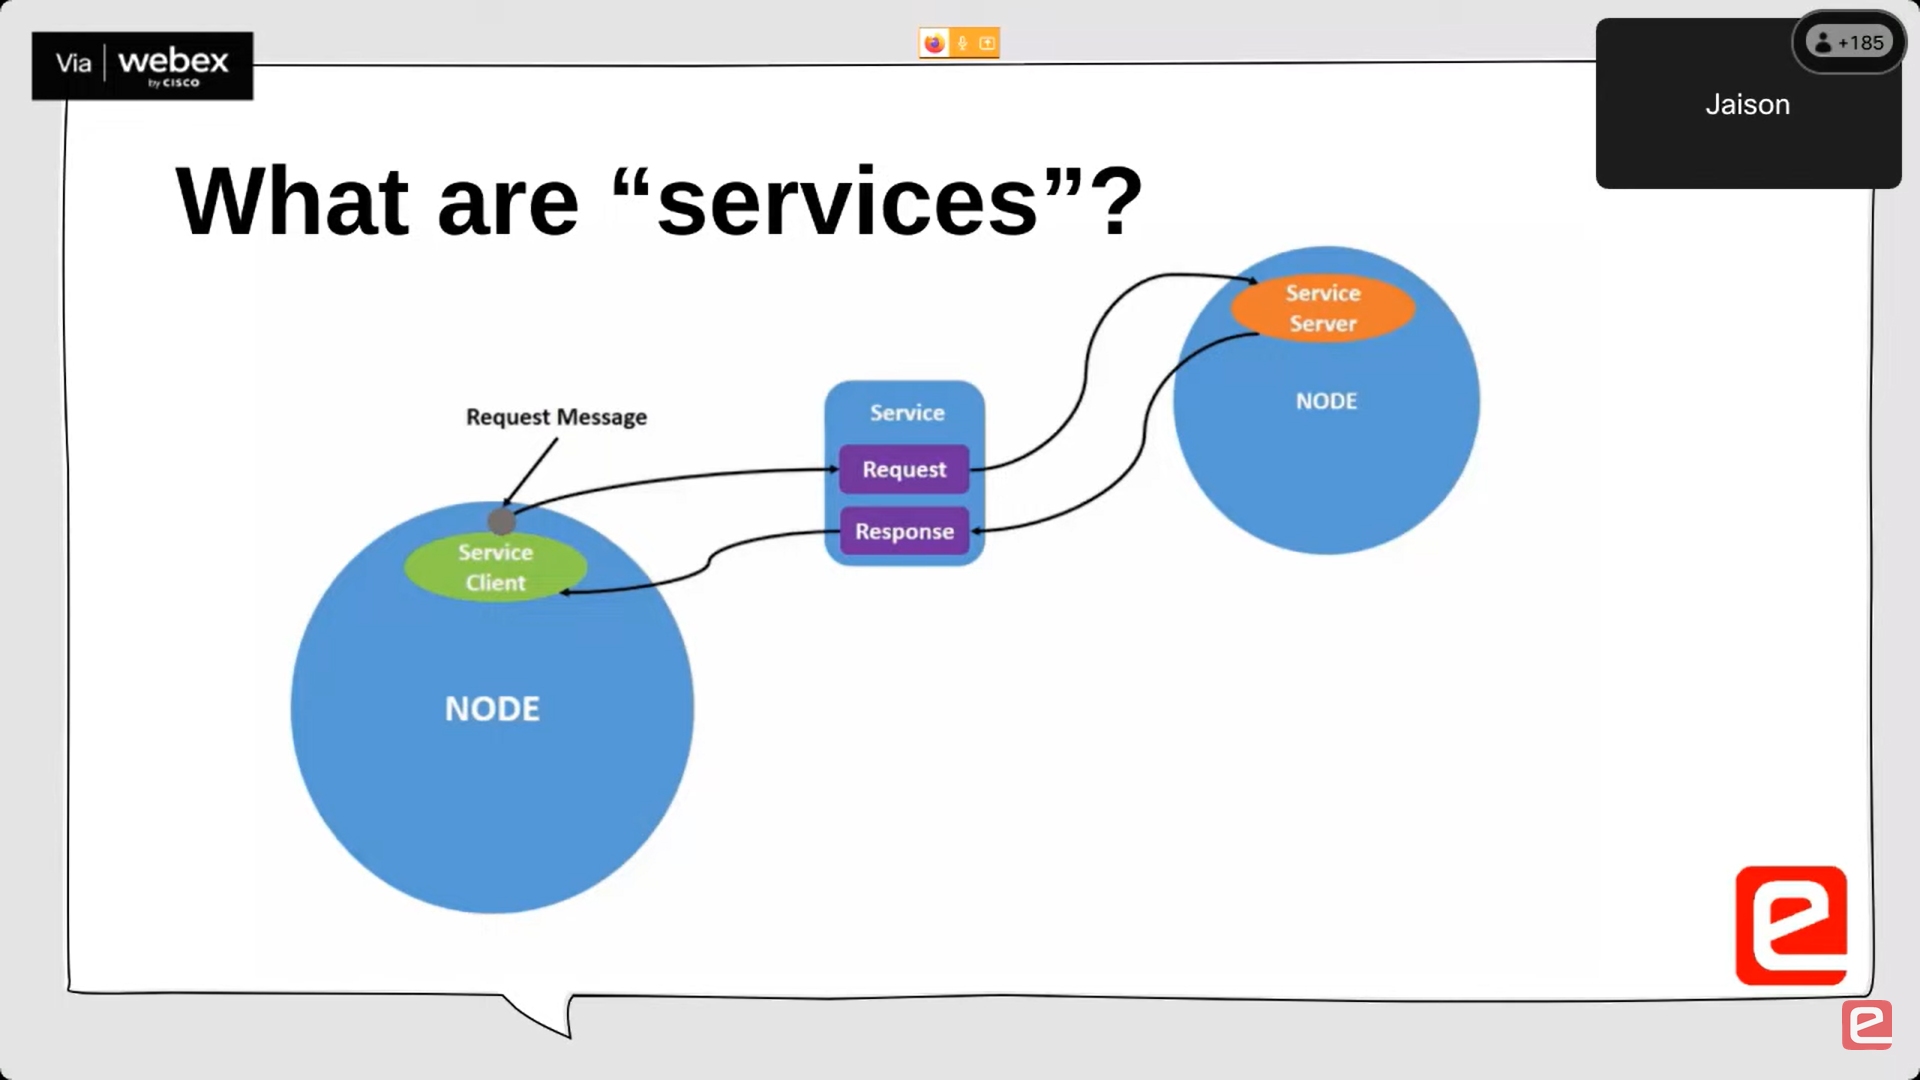 Via webex
by CISCO
+185
Jaison
What are “services”?
Service
Server
NODE
Service
Request
Response
Request Message
Service
Client
NODE